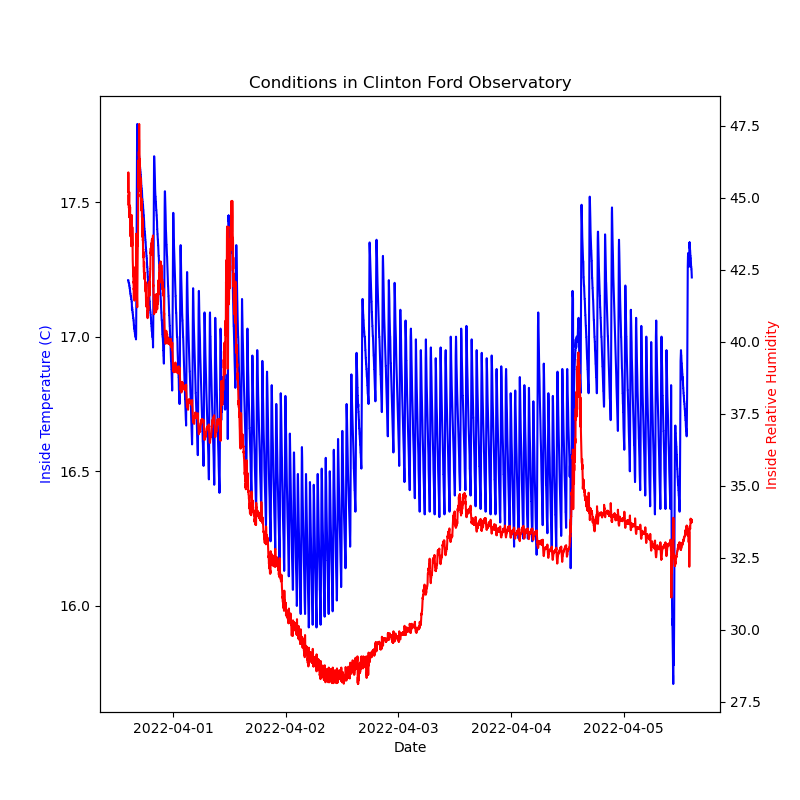 Conditions in Clinton Ford Observatory
Inside Temperature (C)
17.5
17.0
16.5
16.0
47.5
45.0
42.5
40.0
37.5
35.0
32.5
30.0
27.5
Inside Relative Humidity
2022-04-01 2022-04-02 2022-04-03 2022-04-04 2022-04-05
Date